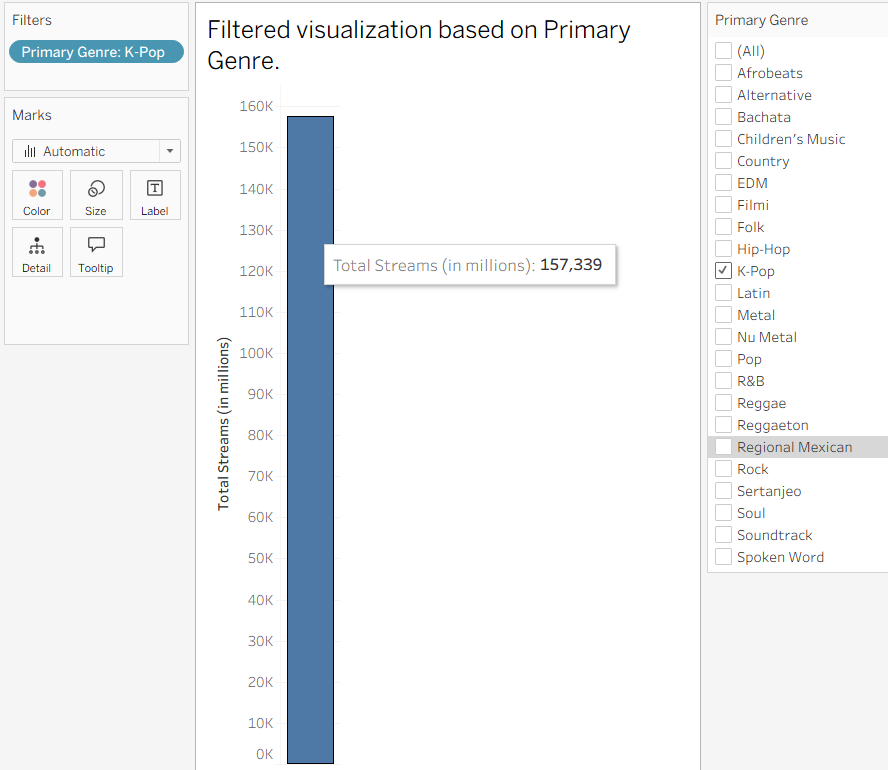 Filters
Primary Genre: K-Pop
Marks
Automatic
Color
Size
Label
Detail
Tooltip
Filtered visualization based on Primary
Genre.
160K
150K
140K
130K
120K
110K
100K
90K
80K
70K
60K
50K
40K
30K
20K
10K
0K
Total Streams (in millions)
Total Streams (in millions): 157,339
Primary Genre
(All)
Afrobeats
Alternative
Bachata
Children's Music
Country
EDM
Filmi
Folk
Hip-Hop
K-Pop
Latin
Metal
Nu Metal
Pop
R&B
Reggae
Reggaeton
Regional Mexican
Rock
Sertanjeo
Soul
Soundtrack
Spoken Word